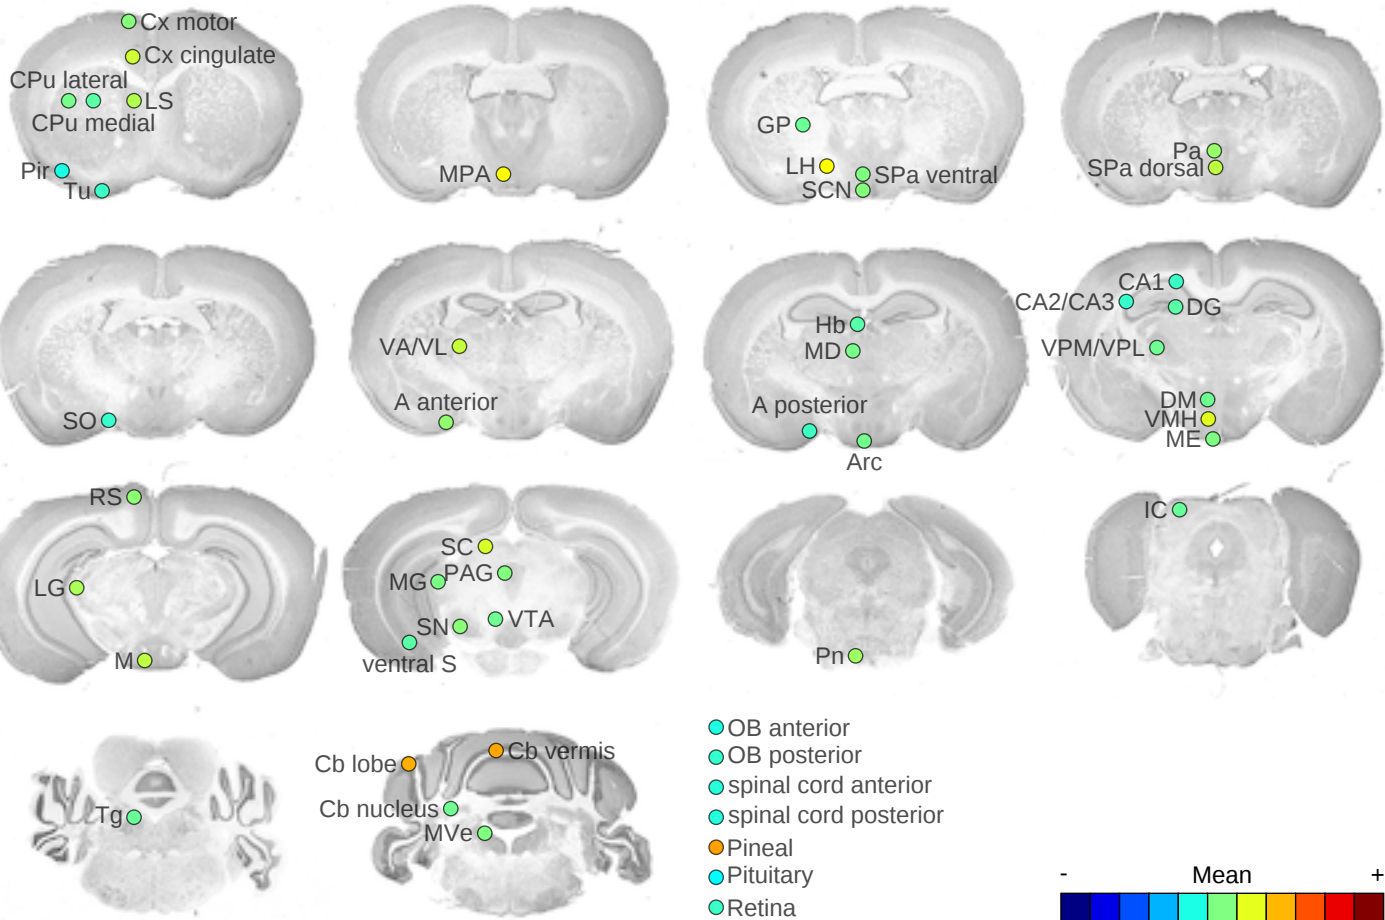 Cx motor
Cx cingulate
CPu lateral
LS
CPu medial
Pir
Tu
MPA
GP
LH
SPa ventral
SCN
Pa
SPa dorsal
SO
VA/VL
A anterior
Hb
MD
A posterior
Arc
CA1
CA2/CA3
DG
VPM/VPL
DM
VMH
ME
RS
LG
M
SC
MG
PAG
SN
VTA
ventral S
Pn
IC
Tg
Cb lobe
Cb vermis
Cb nucleus
MVe
OB anterior
OB posterior
spinal cord anterior
spinal cord posterior
Pineal
Pituitary
Retina
- Mean +